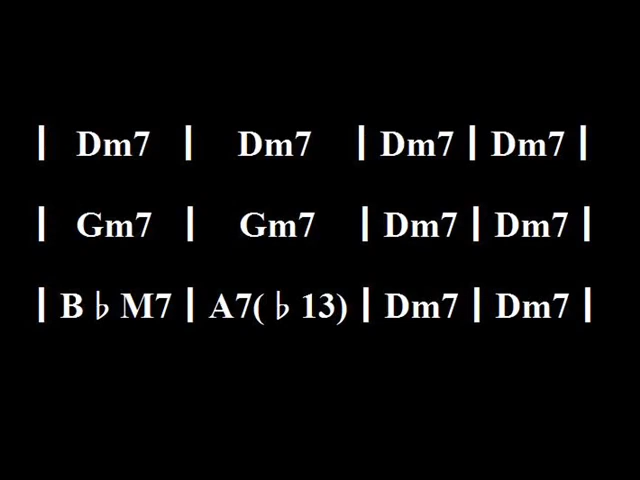 | Dm7 | Dm7 | Dm7 | Dm7 |
| Gm7 | Gm7 | Dm7 | Dm7 |
| B♭M7 | A7(♭13) | Dm7 | Dm7 |